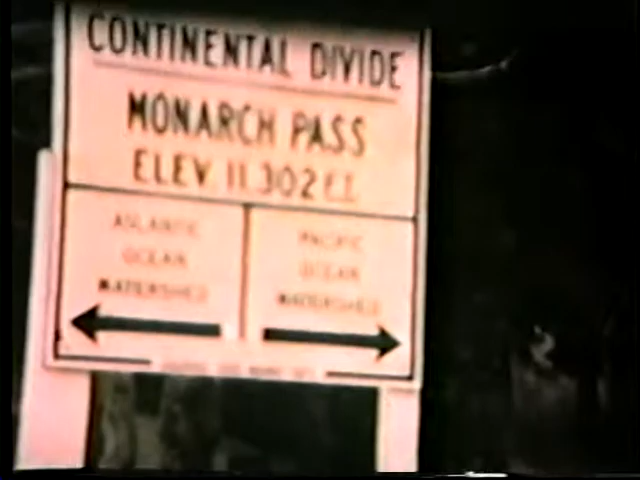 CONTINENTAL DIVIDE
MONARCH PASS
ELEV 11,302 FT
ATLANTIC
OCEAN
WATERSHED
PACIFIC
OCEAN
WATERSHED